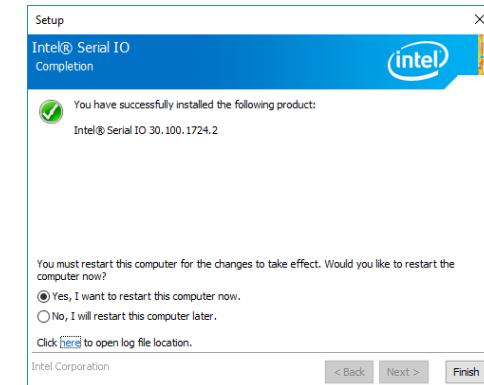 Setup
Intel® Serial IO
Completion
intel
You have successfully installed the following product:
Intel® Serial IO 30.100.1724.2
You must restart this computer for the changes to take effect. Would you like to restart the
computer now?
Yes, I want to restart this computer now.
No, I will restart this computer later.
Click here to open log file location.
Intel Corporation
< Back Next > Finish